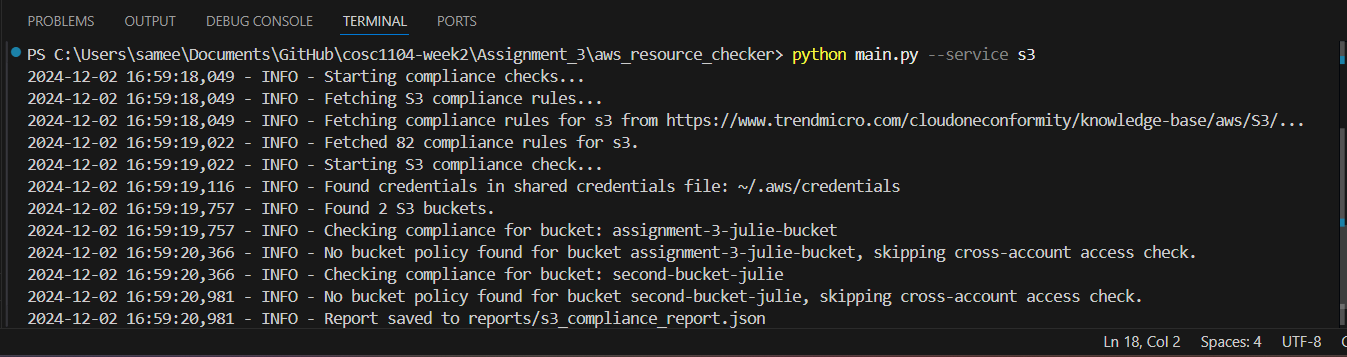 PROBLEMS OUTPUT DEBUG CONSOLE TERMINAL PORTS
PS C:\Users\samee\Documents\GitHub\cosc1104-week2\Assignment_3\aws_resource_checker> python main.py --service s3
2024-12-02 16:59:18,049 - INFO - Starting compliance checks...
2024-12-02 16:59:18,049 - INFO - Fetching S3 compliance rules...
2024-12-02 16:59:18,049 - INFO - Fetching compliance rules for s3 from https://www.trendmicro.com/cloudoneconformity/knowledge-base/aws/S3/...
2024-12-02 16:59:19,022 - INFO - Fetched 82 compliance rules for s3.
2024-12-02 16:59:19,022 - INFO - Starting S3 compliance check...
2024-12-02 16:59:19,116 - INFO - Found credentials in shared credentials file: ~/.aws/credentials
2024-12-02 16:59:19,757 - INFO - Found 2 S3 buckets.
2024-12-02 16:59:19,757 - INFO - Checking compliance for bucket: assignment-3-julie-bucket
2024-12-02 16:59:20,366 - INFO - No bucket policy found for bucket assignment-3-julie-bucket, skipping cross-account access check.
2024-12-02 16:59:20,366 - INFO - Checking compliance for bucket: second-bucket-julie
2024-12-02 16:59:20,981 - INFO - No bucket policy found for bucket second-bucket-julie, skipping cross-account access check.
2024-12-02 16:59:20,981 - INFO - Report saved to reports/s3_compliance_report.json
Ln 18, Col 2 Spaces: 4 UTF-8